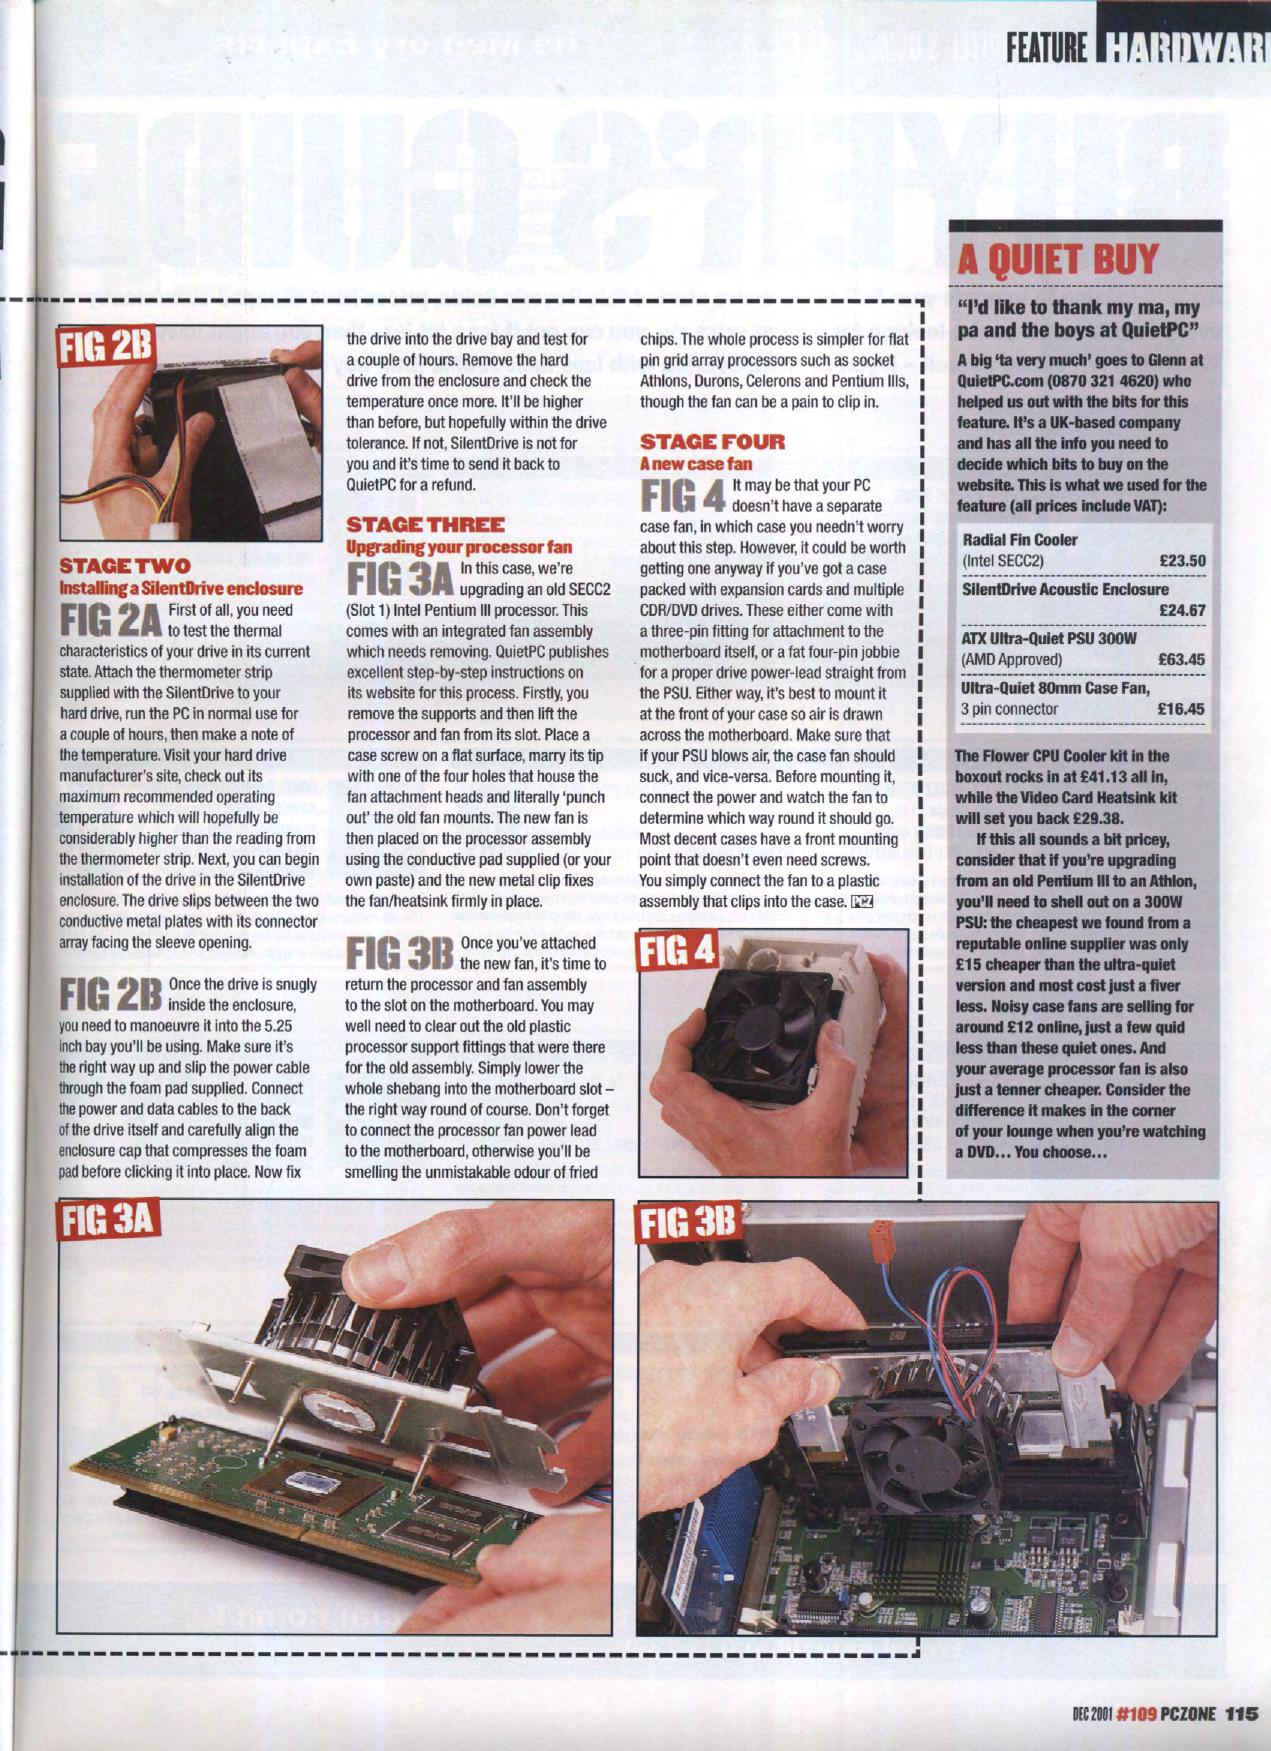 FEATURE HARDWAR
FIG 2B
STAGE TWO
Installing a SilentDrive enclosure
FIG 2A First of all, you need
to test the thermal
characteristics of your drive in its current
state. Attach the thermometer strip
supplied with the SilentDrive to your
hard drive, run the PC in normal use for
a couple of hours, then make a note of
the temperature. Visit your hard drive
manufacturer's site, check out its
maximum recommended operating
temperature which will hopefully be
considerably higher than the reading from
the thermometer strip. Next, you can begin
installation of the drive in the SilentDrive
enclosure. The drive slips between the two
conductive metal plates with its connector
array facing the sleeve opening.
FIG 2B Once the drive is snugly
inside the enclosure,
you need to manoeuvre it into the 5.25
inch bay you'll be using. Make sure it's
the right way up and slip the power cable
through the foam pad supplied. Connect
the power and data cables to the back
of the drive itself and carefully align the
enclosure cap that compresses the foam
pad before clicking it into place. Now fix
the drive into the drive bay and test for
a couple of hours. Remove the hard
drive from the enclosure and check the
temperature once more. It'll be higher
than before, but hopefully within the drive
tolerance. If not, SilentDrive is not for
you and it's time to send it back to
QuietPC for a refund.
STAGE THREE
Upgrading your processor fan
FIG 3A In this case, we're
upgrading an old SECC2
(Slot 1) Intel Pentium III processor. This
comes with an integrated fan assembly
which needs removing. QuietPC publishes
excellent step-by-step instructions on
its website for this process. Firstly, you
remove the supports and then lift the
processor and fan from its slot. Place a
case screw on a flat surface, marry its tip
with one of the four holes that house the
fan attachment heads and literally 'punch
out' the old fan mounts. The new fan is
then placed on the processor assembly
using the conductive pad supplied (or your
own paste) and the new metal clip fixes
the fan/heatsink firmly in place.
FIG 3B Once you've attached
the new fan, it's time to
return the processor and fan assembly
to the slot on the motherboard. You may
well need to clear out the old plastic
processor support fittings that were there
for the old assembly. Simply lower the
whole shebang into the motherboard slot –
the right way round of course. Don't forget
to connect the processor fan power lead
to the motherboard, otherwise you'll be
smelling the unmistakable odour of fried
chips. The whole process is simpler for flat
pin grid array processors such as socket
Athlons, Durons, Celerons and Pentium IIIs,
though the fan can be a pain to clip in.
STAGE FOUR
A new case fan
FIG 4 It may be that your PC
doesn't have a separate
case fan, in which case you needn't worry
about this step. However, it could be worth
getting one anyway if you've got a case
packed with expansion cards and multiple
CDR/DVD drives. These either come with
a three-pin fitting for attachment to the
motherboard itself, or a fat four-pin jobbie
for a proper drive power-lead straight from
the PSU. Either way, it's best to mount it
at the front of your case so air is drawn
across the motherboard. Make sure that
if your PSU blows air, the case fan should
suck, and vice-versa. Before mounting it,
connect the power and watch the fan to
determine which way round it should go.
Most decent cases have a front mounting
point that doesn't even need screws.
You simply connect the fan to a plastic
assembly that clips into the case. PCZ
FIG 4
A QUIET BUY
"I'd like to thank my ma, my
pa and the boys at QuietPC"
A big 'ta very much' goes to Glenn at
QuietPC.com (0870 321 4620) who
helped us out with the bits for this
feature. It's a UK-based company
and has all the info you need to
decide which bits to buy on the
website. This is what we used for the
feature (all prices include VAT):
Radial Fin Cooler
(Intel SECC2) £23.50
SilentDrive Acoustic Enclosure
£24.67
ATX Ultra-Quiet PSU 300W
(AMD Approved) £63.45
Ultra-Quiet 80mm Case Fan,
3 pin connector £16.45
The Flower CPU Cooler kit in the
boxout rocks in at £41.13 all in,
while the Video Card Heatsink kit
will set you back £29.38.
If this all sounds a bit pricey,
consider that if you're upgrading
from an old Pentium III to an Athlon,
you'll need to shell out on a 300W
PSU: the cheapest we found from a
reputable online supplier was only
£15 cheaper than the ultra-quiet
version and most cost just a fiver
less. Noisy case fans are selling for
around £12 online, just a few quid
less than these quiet ones. And
your average processor fan is also
just a tenner cheaper. Consider the
difference it makes in the corner
of your lounge when you're watching
a DVD... You choose...
FIG 3A
FIG 3B
DEC 2001 #109 PCZONE 115